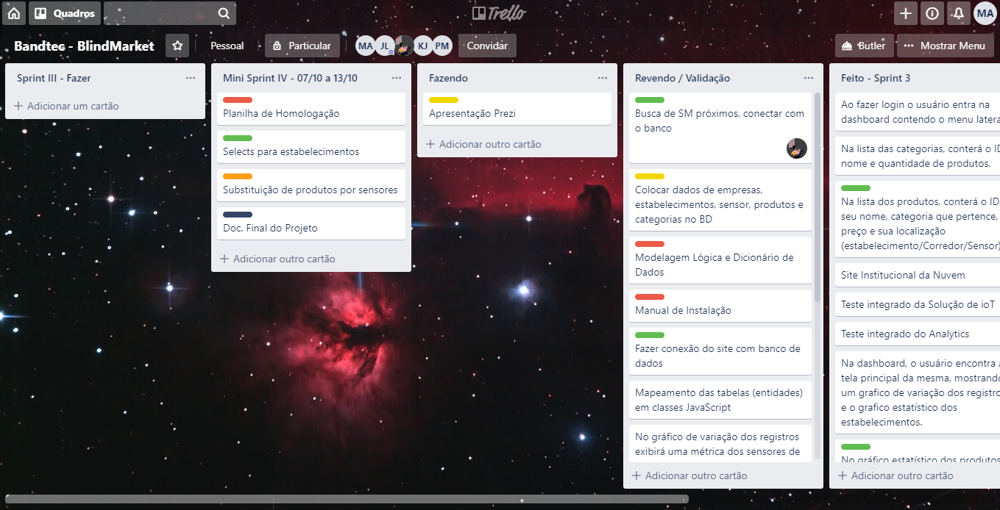 Quadros
Trello
MA
Bandtec - BlindMarket
Pessoal
Particular
MA
JL
KJ
PM
Convidar
Butler
Mostrar Menu
Sprint III - Fazer
Adicionar um cartão
Mini Sprint IV - 07/10 a 13/10
Planilha de Homologação
Selects para estabelecimentos
Substituição de produtos por sensores
Doc. Final do Projeto
Adicionar outro cartão
Fazendo
Apresentação Prezi
Adicionar outro cartão
Revendo / Validação
Busca de SM próximos, conectar com
o banco
Colocar dados de empresas,
estabelecimentos, sensor, produtos e
categorias no BD
Modelagem Lógica e Dicionário de
Dados
Manual de Instalação
Fazer conexão do site com banco de
dados
Mapeamento das tabelas (entidades)
em classes JavaScript
No gráfico de variação dos registros
exibirá uma métrica dos sensores de
Adicionar outro cartão
Feito - Sprint 3
Ao fazer login o usuário entra na
dashboard contendo o menu latera
Na lista das categorias, conterá o ID
nome e quantidade de produtos.
Na lista dos produtos, conterá o ID,
seu nome, categoria que pertence,
preço e sua localização
(estabelecimento/Corredor/Sensor)
Site Institucional da Nuvem
Teste integrado da Solução de ioT
Teste integrado do Analytics
Na dashboard, o usuário encontra a
tela principal da mesma, mostrando
um grafico de variação dos registro
e o grafico estatístico dos
estabelecimentos.
No gráfico estatístico dos produtos
Adicionar outro cartão